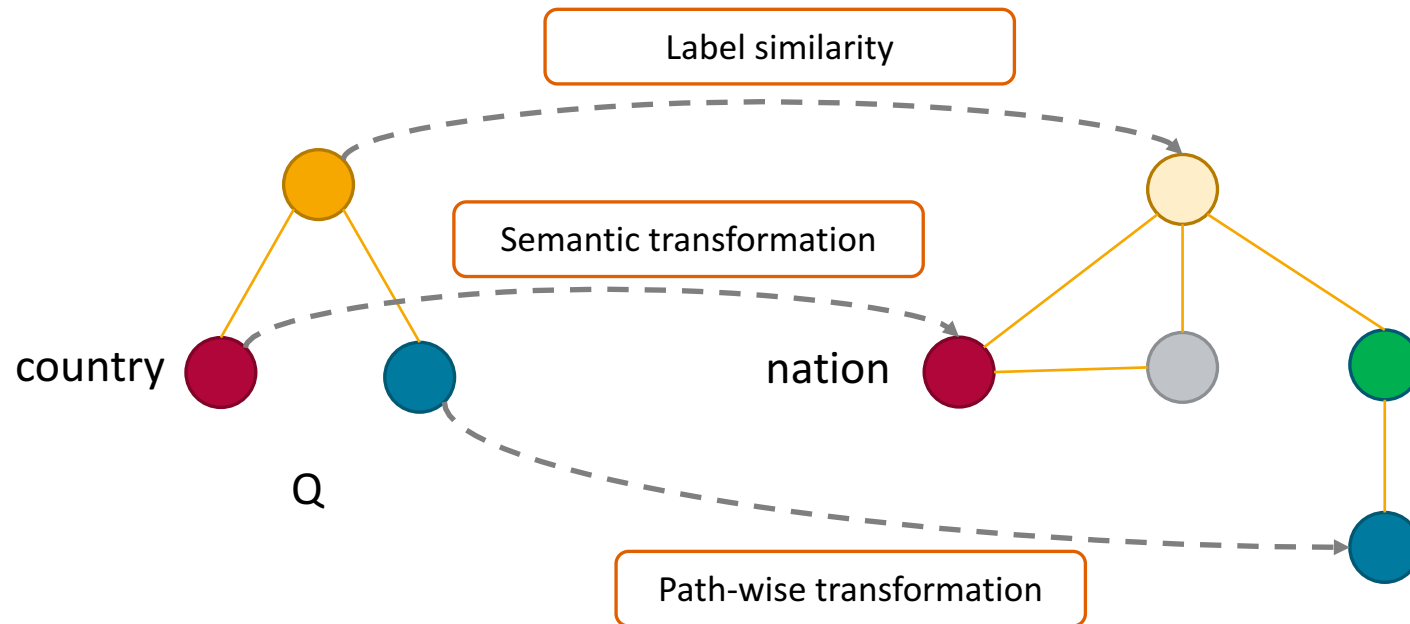 Label similarity
Semantic transformation
country
nation
Q
Path-wise transformation